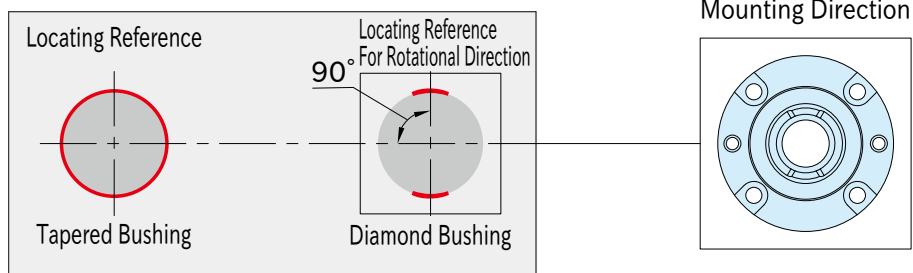 Mounting Direction
Locating Reference
Locating Reference
For Rotational Direction
90°
Tapered Bushing
Diamond Bushing